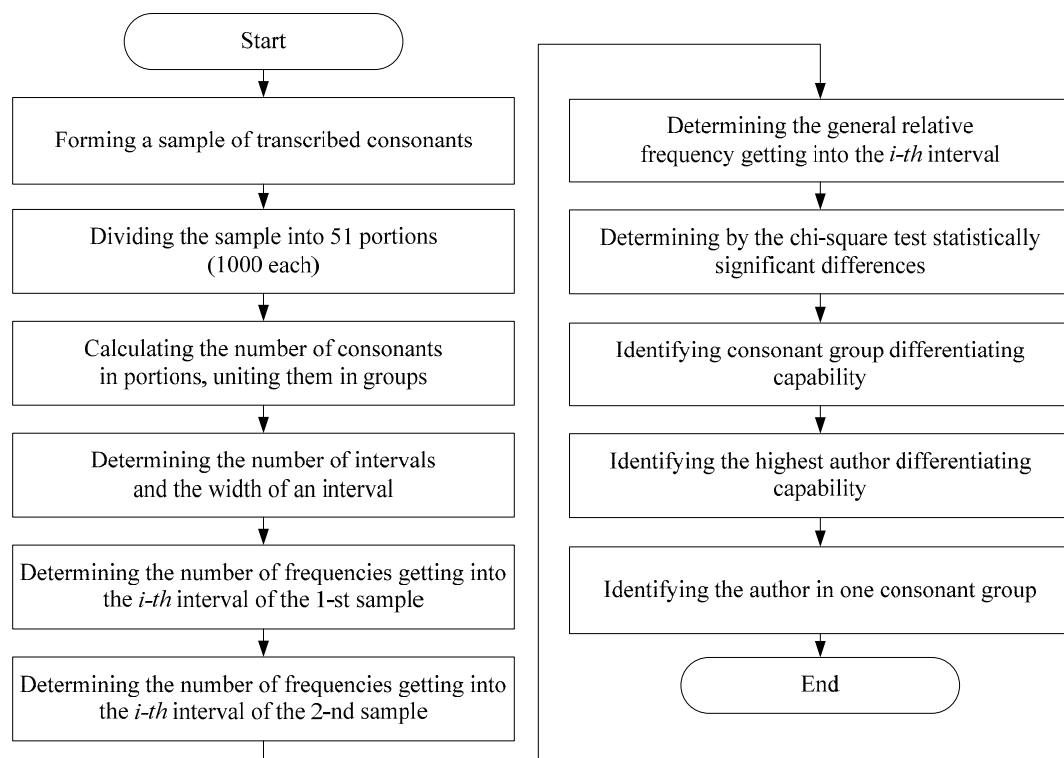 Start
Forming a sample of transcribed consonants
Dividing the sample into 51 portions
(1000 each)
Calculating the number of consonants
in portions, uniting them in groups
Determining the number of intervals
and the width of an interval
Determining the number of frequencies getting into
the i-th interval of the 1-st sample
Determining the number of frequencies getting into
the i-th interval of the 2-nd sample
Determining the general relative
frequency getting into the i-th interval
Determining by the chi-square test statistically
significant differences
Identifying consonant group differentiating
capability
Identifying the highest author differentiating
capability
Identifying the author in one consonant group
End